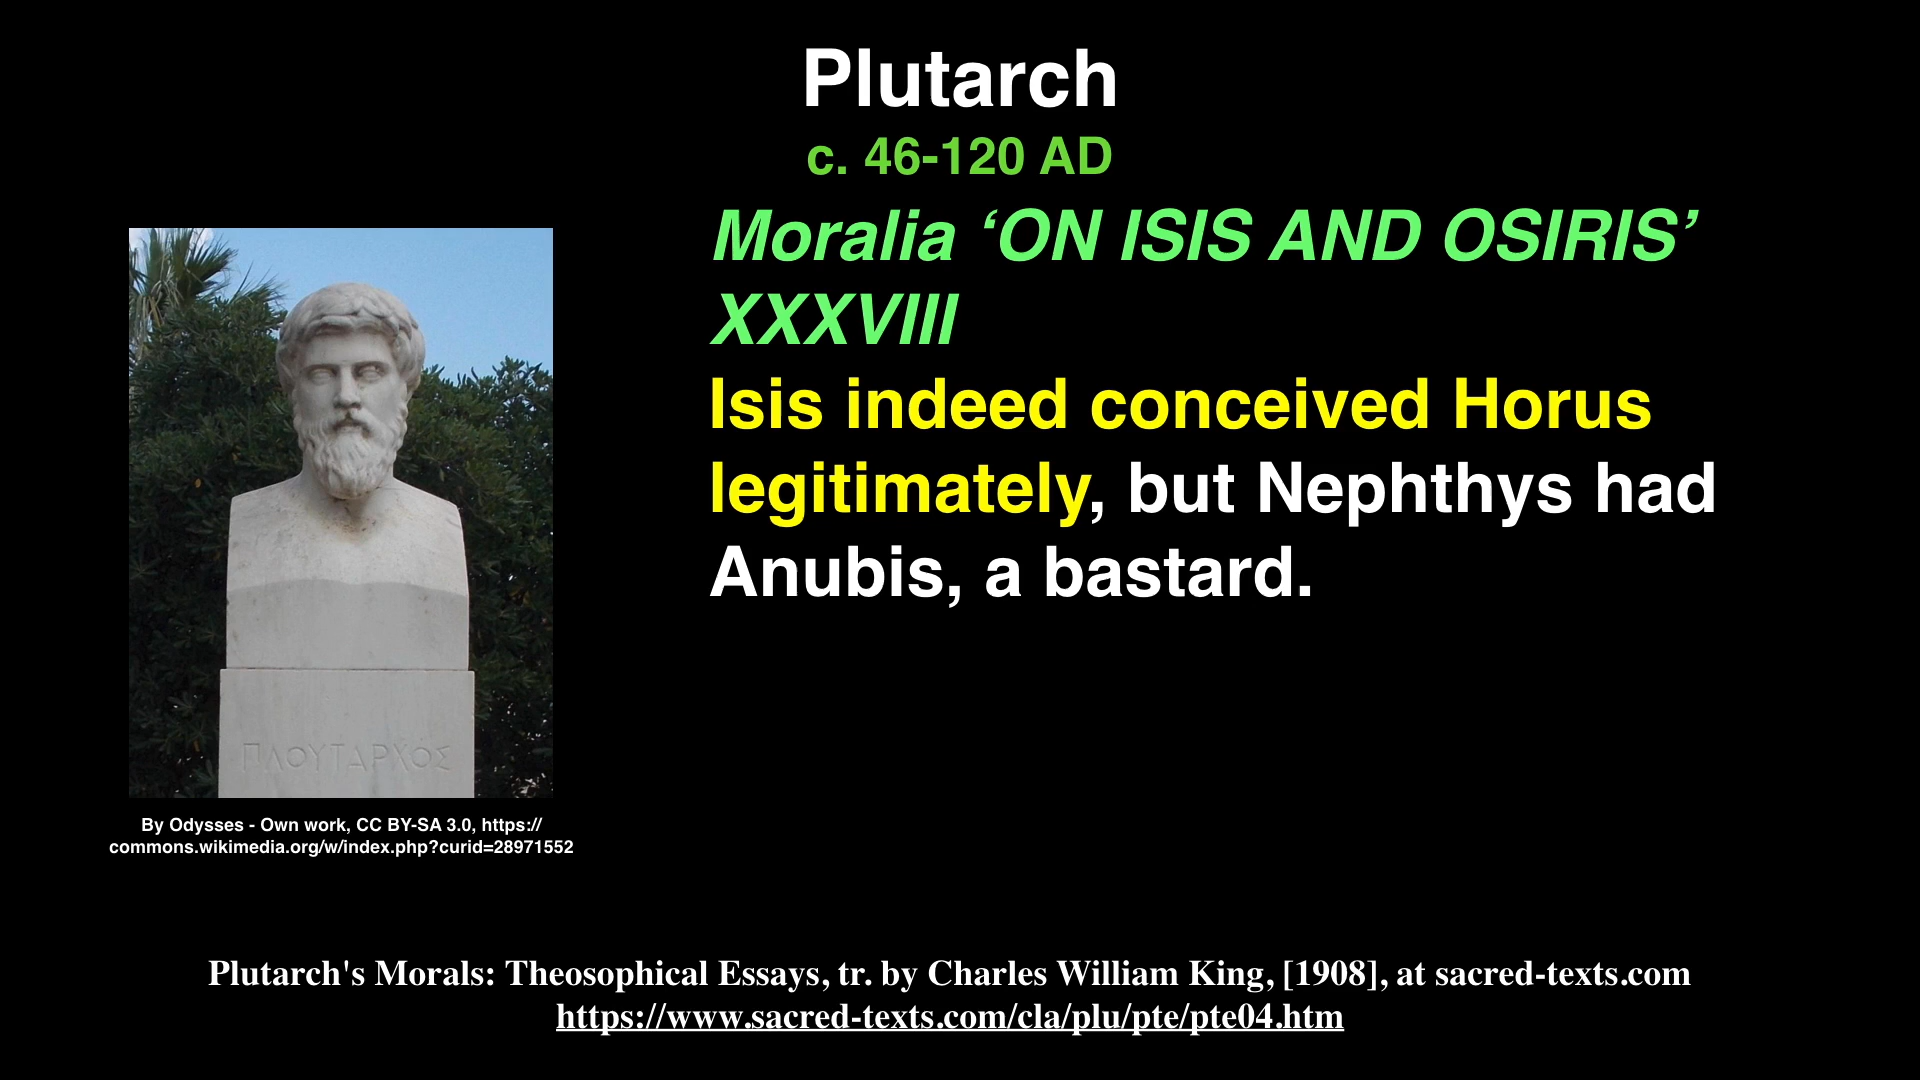 Plutarch
c. 46-120 AD
Moralia ‘ON ISIS AND OSIRIS’
XXXVIII
Isis indeed conceived Horus
legitimately, but Nephthys had
Anubis, a bastard.
ΠΛΟΥΤΑΡΧΟΣ
By Odysses - Own work, CC BY-SA 3.0, https://
commons.wikimedia.org/w/index.php?curid=28971552
Plutarch's Morals: Theosophical Essays, tr. by Charles William King, [1908], at sacred-texts.com
https://www.sacred-texts.com/cla/plu/pte/pte04.htm